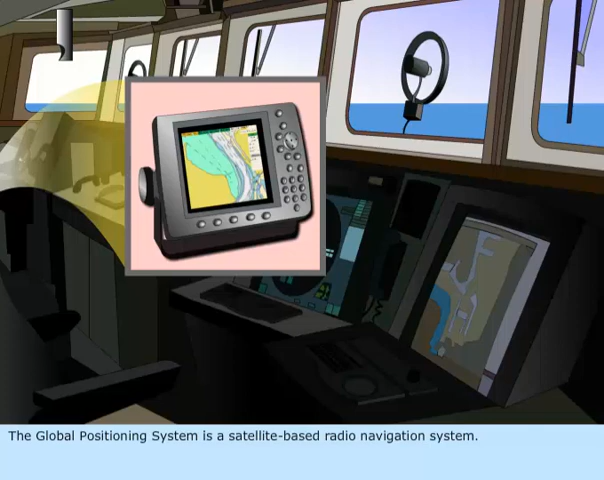 The Global Positioning System is a satellite-based radio navigation system.